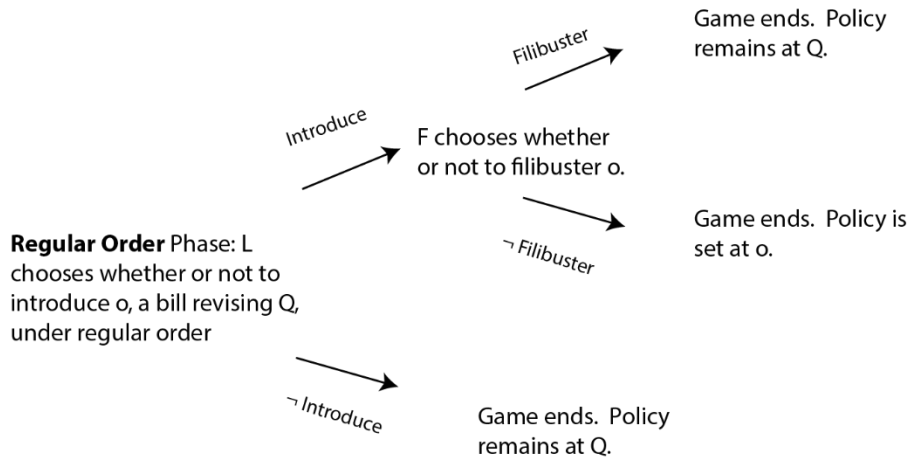 Game ends. Policy
remains at Q.
Filibuster
Introduce
F chooses whether
or not to filibuster o.
Game ends. Policy is
set at o.
¬ Filibuster
Regular Order Phase: L
chooses whether or not to
introduce o, a bill revising Q,
under regular order
¬ Introduce
Game ends. Policy
remains at Q.